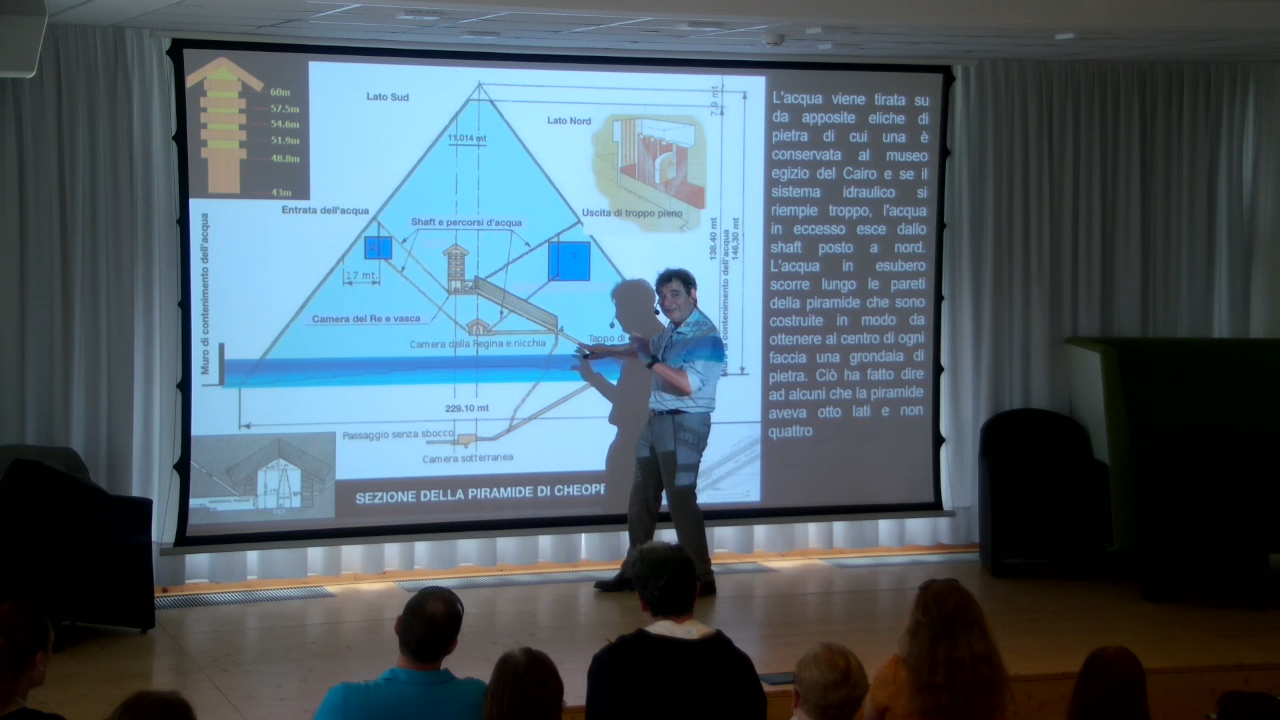 60m
57.5m
54.6m
51.9m
48.8m
43m
Lato Sud
Lato Nord
7,9 mt
11.014 mt
Entrata dell'acqua
Shaft e percorsi d'acqua
Uscita di troppo pieno
2
1
17 mt.
Muro di contenimento dell'acqua
138.40 mt
146,30 mt
di contenimento dell'acqua
Camera del Re e vasca
Camera della Regina e nicchia
Tappo di
229.10 mt
Passaggio senza sbocco
Camera sotterranea
SEZIONE DELLA PIRAMIDE DI CHEOPE
L'acqua viene tirata su
da apposite eliche di
pietra di cui una è
conservata al museo
egizio del Cairo e se il
sistema idraulico si
riempie troppo, l'acqua
in eccesso esce dallo
shaft posto a nord.
L'acqua in esubero
scorre lungo le pareti
della piramide che sono
costruite in modo da
ottenere al centro di ogni
faccia una grondaia di
pietra. Ciò ha fatto dire
ad alcuni che la piramide
aveva otto lati e non
quattro